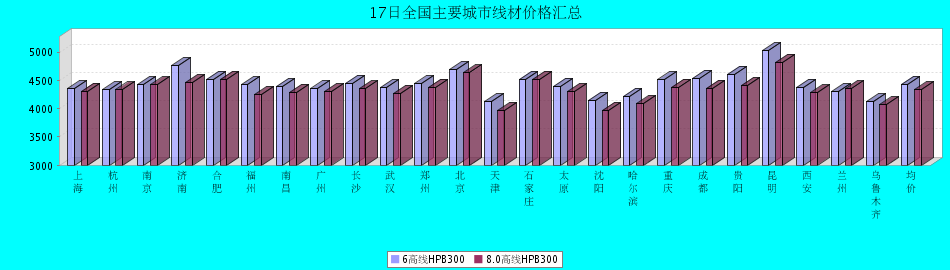 17日全国主要城市线材价格汇总
5000
4500
4000
3500
3000
上海
杭州
南京
济南
合肥
福州
南昌
广州
长沙
武汉
郑州
北京
天津
石家庄
太原
沈阳
哈尔滨
重庆
成都
贵阳
昆明
西安
兰州
乌鲁木齐
均价
6高线HPB300
8.0高线HPB300